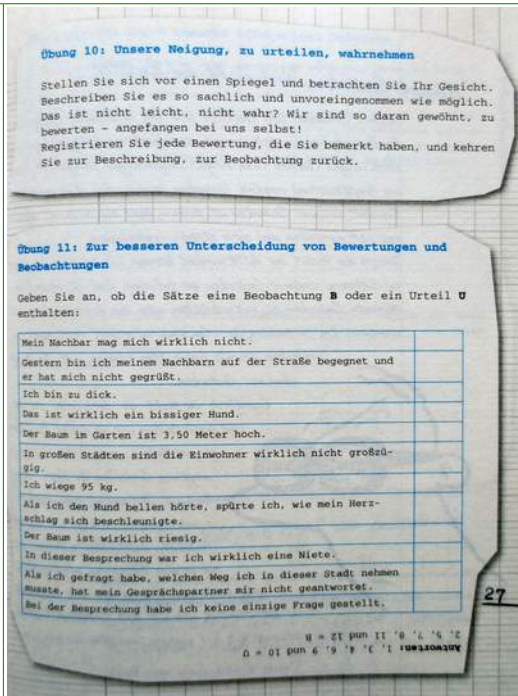 Übung 10: Unsere Neigung, zu urteilen, wahrnehmen
Stellen Sie sich vor einen Spiegel und betrachten Sie Ihr Gesicht.
Beschreiben Sie es so sachlich und unvoreingenommen wie möglich.
Das ist nicht leicht, nicht wahr? Wir sind so daran gewöhnt, zu
bewerten – angefangen bei uns selbst!
Registrieren Sie jede Bewertung, die Sie bemerkt haben, und kehren
Sie zur Beschreibung, zur Beobachtung zurück.
Übung 11: Zur besseren Unterscheidung von Bewertungen und
Beobachtungen
Geben Sie an, ob die Sätze eine Beobachtung B oder ein Urteil U
enthalten:
Mein Nachbar mag mich wirklich nicht.
Gestern bin ich meinem Nachbarn auf der Straße begegnet und
er hat mich nicht gegrüßt.
Ich bin zu dick.
Das ist wirklich ein bissiger Hund.
Der Baum im Garten ist 3,50 Meter hoch.
In großen Städten sind die Einwohner wirklich nicht großzü-
gig.
Ich wiege 95 kg.
Als ich den Hund bellen hörte, spürte ich, wie mein Herz-
schlag sich beschleunigte.
Der Baum ist wirklich riesig.
In dieser Besprechung war ich wirklich eine Niete.
Als ich gefragt habe, welchen Weg ich in dieser Stadt nehmen
musste, hat mein Gesprächspartner mir nicht geantwortet.
Bei der Besprechung habe ich keine einzige Frage gestellt.
27
Antworten: 1, 3, 4, 6, 9 und 10 = U
2, 5, 7, 8, 11 und 12 = B